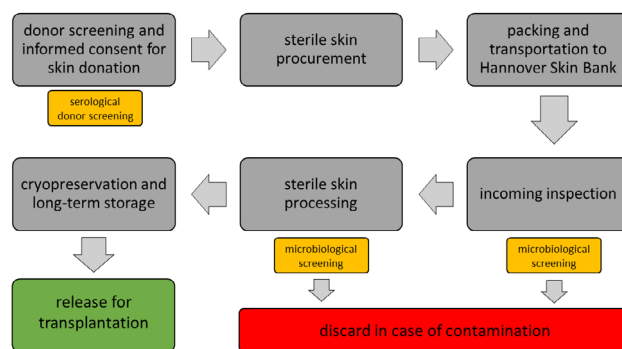 donor screening and
informed consent for
skin donation
sterile skin
procurement
packing and
transportation to
Hannover Skin Bank
serological
donor screening
cryopreservation and
long-term storage
sterile skin
processing
incoming inspection
microbiological
screening
microbiological
screening
release for
transplantation
discard in case of contamination